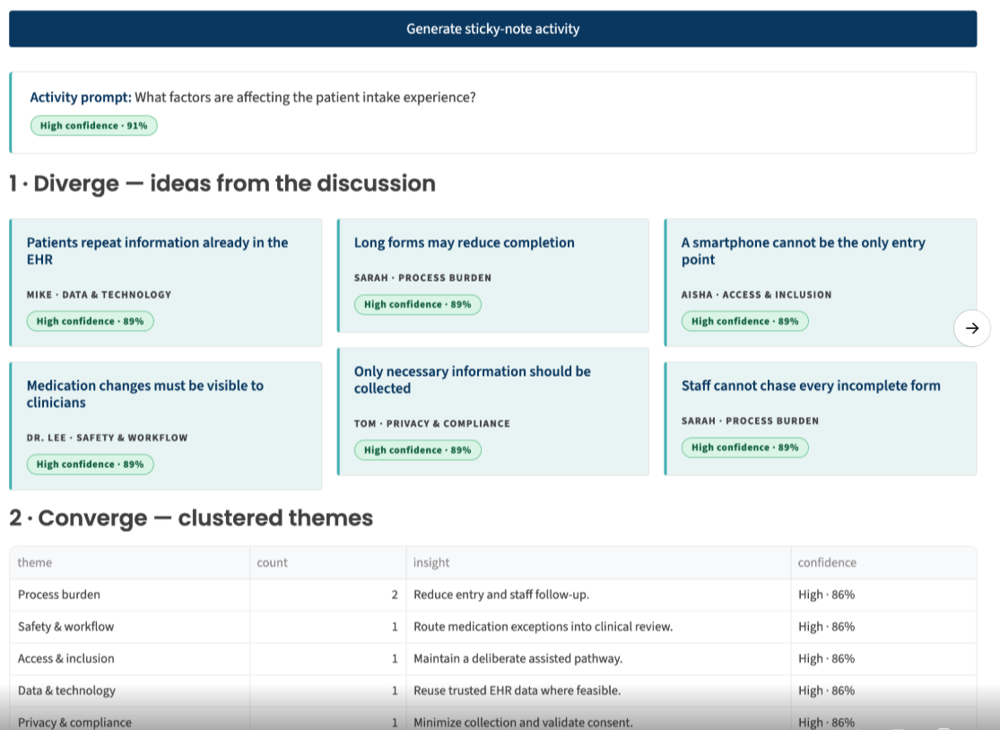 Generate sticky-note activity
Activity prompt: What factors are affecting the patient intake experience?
High confidence · 91%
1 · Diverge — ideas from the discussion
Patients repeat information already in the
EHR
MIKE · DATA & TECHNOLOGY
High confidence · 89%
Long forms may reduce completion
SARAH · PROCESS BURDEN
High confidence · 89%
A smartphone cannot be the only entry
point
AISHA · ACCESS & INCLUSION
High confidence · 89%
Medication changes must be visible to
clinicians
DR. LEE · SAFETY & WORKFLOW
High confidence · 89%
Only necessary information should be
collected
TOM · PRIVACY & COMPLIANCE
High confidence · 89%
Staff cannot chase every incomplete form
SARAH · PROCESS BURDEN
High confidence · 89%
2 · Converge — clustered themes
theme count insight confidence
Process burden 2 Reduce entry and staff follow-up. High · 86%
Safety & workflow 1 Route medication exceptions into clinical review. High · 86%
Access & inclusion 1 Maintain a deliberate assisted pathway. High · 86%
Data & technology 1 Reuse trusted EHR data where feasible. High · 86%
Privacy & compliance 1 Minimize collection and validate consent. High · 86%